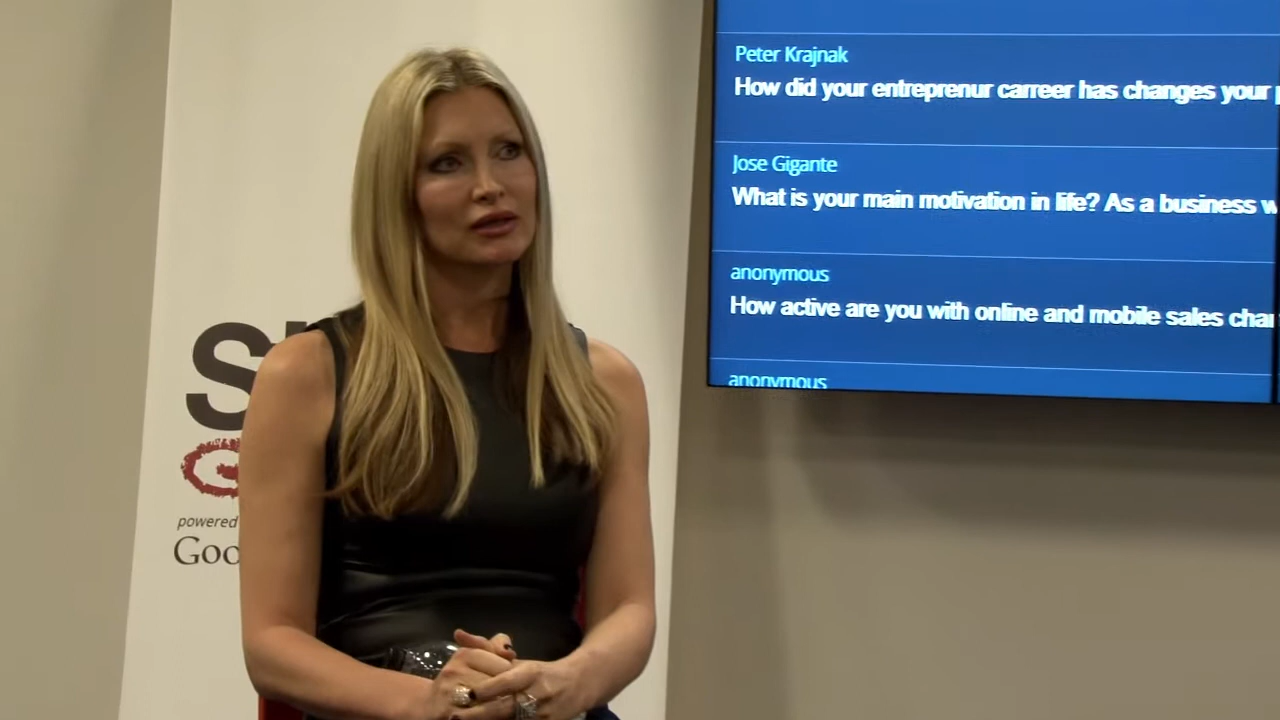 Peter Krajnak
How did your entreprenur carreer has changes your
Jose Gigante
What is your main motivation in life? As a business
anonymous
How active are you with online and mobile sales
anonymous
S
powered
Goo